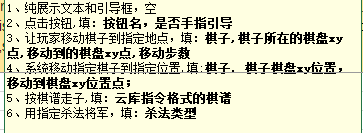 1、纯展示文本和引导框，空
2、点击按钮,填：按钮名，是否手指引导
3、让玩家移动棋子到指定地点，填：棋子,棋子所在的棋盘xy
点,移动到的棋盘xy点,移动步数
4、系统移动指定棋子到指定位置,填:棋子，棋子棋盘xy位置，
移动到棋盘xy位置点；
5、按棋谱走子,填：云库指令格式的棋谱
6、用指定杀法将军，填：杀法类型